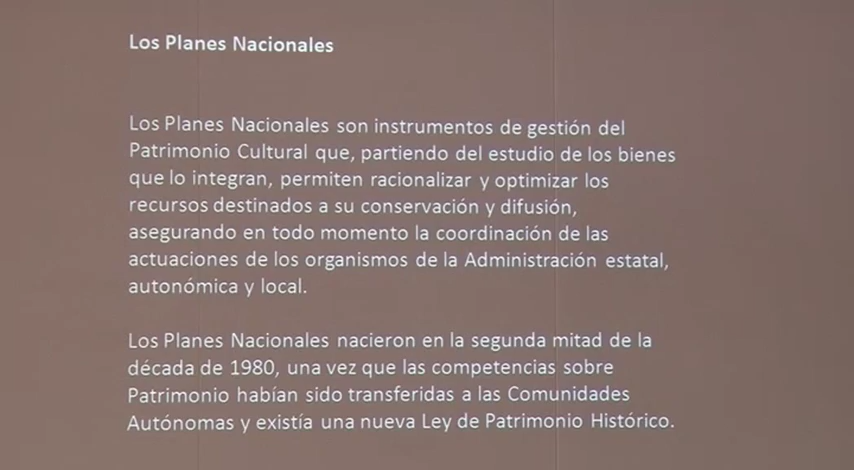 Los Planes Nacionales
Los Planes Nacionales son instrumentos de gestión del
Patrimonio Cultural que, partiendo del estudio de los bienes
que lo integran, permiten racionalizar y optimizar los
recursos destinados a su conservación y difusión,
asegurando en todo momento la coordinación de las
actuaciones de los organismos de la Administración estatal,
autonómica y local.
Los Planes Nacionales nacieron en la segunda mitad de la
década de 1980, una vez que las competencias sobre
Patrimonio habían sido transferidas a las Comunidades
Autónomas y existía una nueva Ley de Patrimonio Histórico.